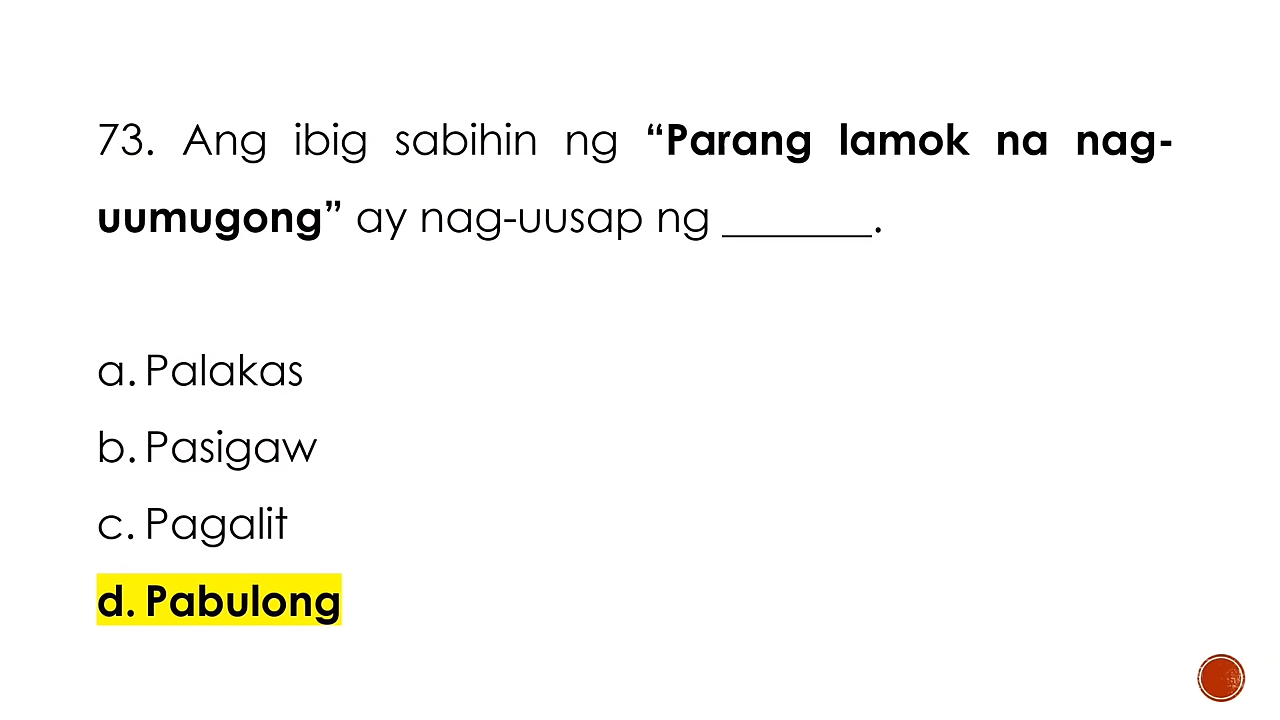 73. Ang ibig sabihin ng “Parang lamok na nag-
uumugong” ay nag-uusap ng _______.
a. Palakas
b. Pasigaw
c. Pagalit
d. Pabulong